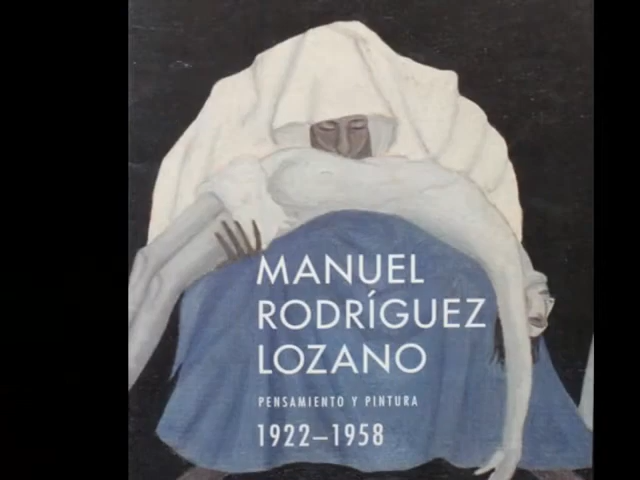 MANUEL
RODRÍGUEZ
LOZANO
PENSAMIENTO Y PINTURA
1922–1958